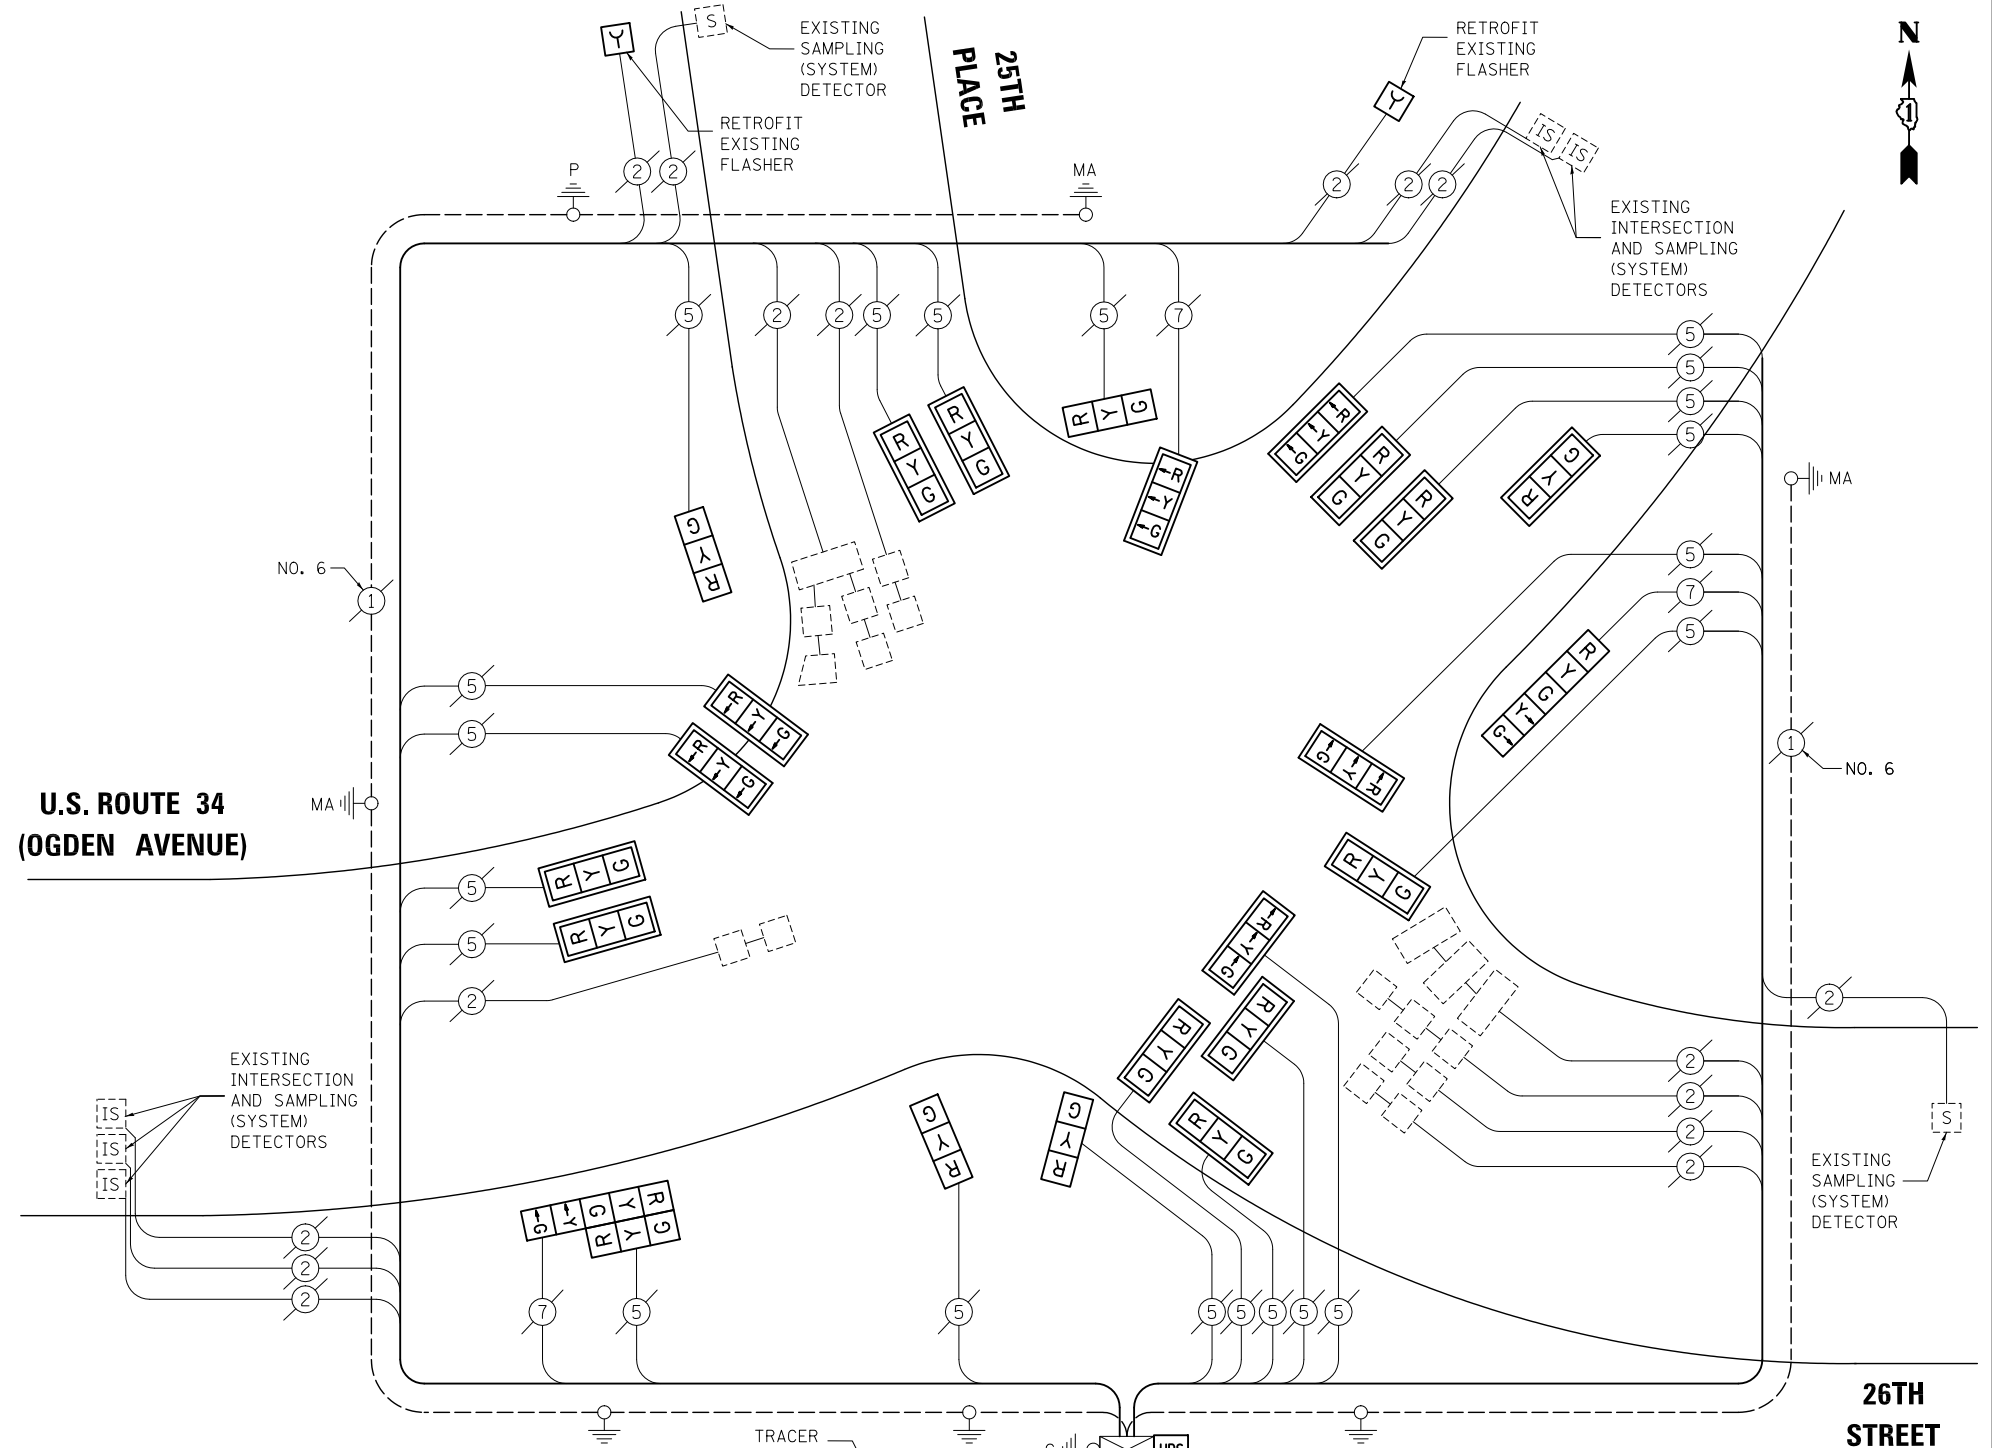 S
EXISTING
SAMPLING
(SYSTEM)
DETECTOR
Y
RETROFIT
EXISTING
FLASHER
25TH
PLACE
RETROFIT
EXISTING
FLASHER
Y
N
1
IS
IS
EXISTING
INTERSECTION
AND SAMPLING
(SYSTEM)
DETECTORS
P
2
2
MA
2
2
2
5
2
2
5
5
5
7
5
5
5
5
R Y G
R Y G
R Y G
R Y G
R Y G
R Y G
R Y G
G Y R
G Y R
MA
NO. 6
1
5
7
5
5
5
R Y G
R Y G
R Y G Y G
G Y R
R Y G
1
NO. 6
MA
U.S. ROUTE 34
(OGDEN AVENUE)
5
5
2
R Y G
R Y G
R Y G
R Y G
R Y G
R Y G
2
2
2
2
2
S
EXISTING
SAMPLING
(SYSTEM)
DETECTOR
EXISTING
INTERSECTION
AND SAMPLING
(SYSTEM)
DETECTORS
IS
IS
IS
2
2
2
G Y G Y R
R Y G
G Y R
G Y R
7
5
5
5
5
5
5
5
26TH
STREET
TRACER